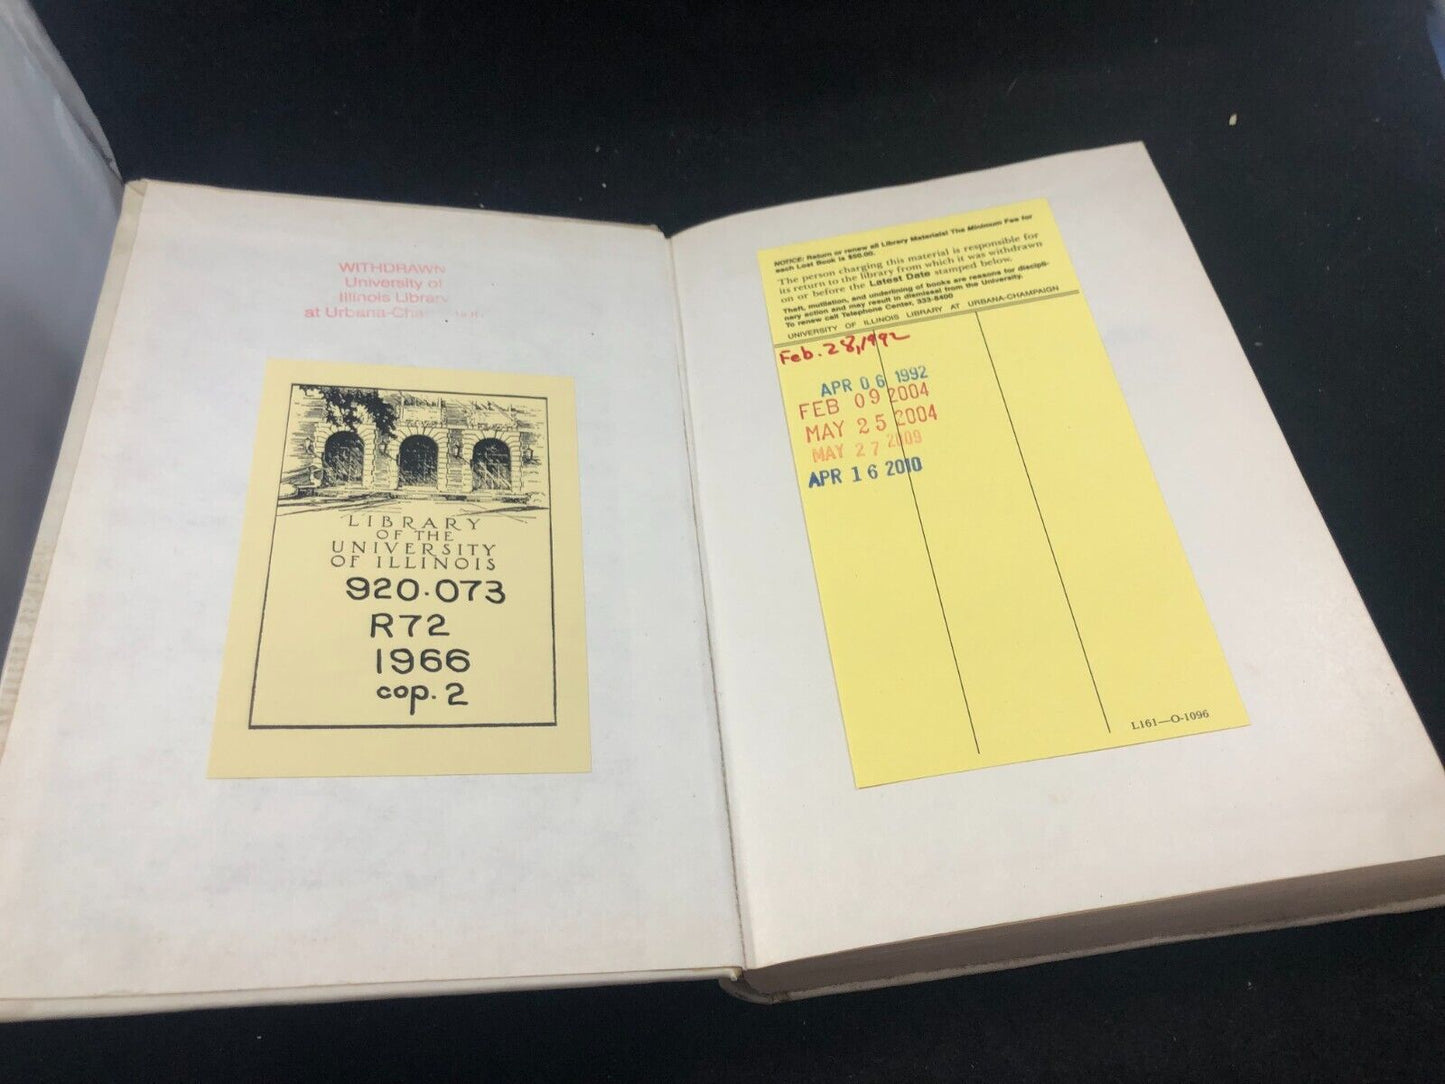 WITHDRAWN
University of
Illinois Library
at Urbana-Cha
LIBRARY
OF THE
UNIVERSITY
OF ILLINOIS
920.073
R72
1966
cop. 2
NOTICE: Return or renew all Library Materials! The Minimum Fee for
each Lost Book is $50.00.
The person charging this material is responsible for
its return to the library from which it was withdrawn
on or before the Latest Date stamped below.
Theft, mutilation, and underlining of books are reasons for discipli-
nary action and may result in dismissal from the University.
To renew call Telephone Center, 333-8400
UNIVERSITY OF ILLINOIS LIBRARY AT URBANA-CHAMPAIGN
Feb. 28, 1992
APR 06 1992
FEB 09 2004
MAY 25 2004
MAY 27 2009
APR 16 2010
L161—O-1096